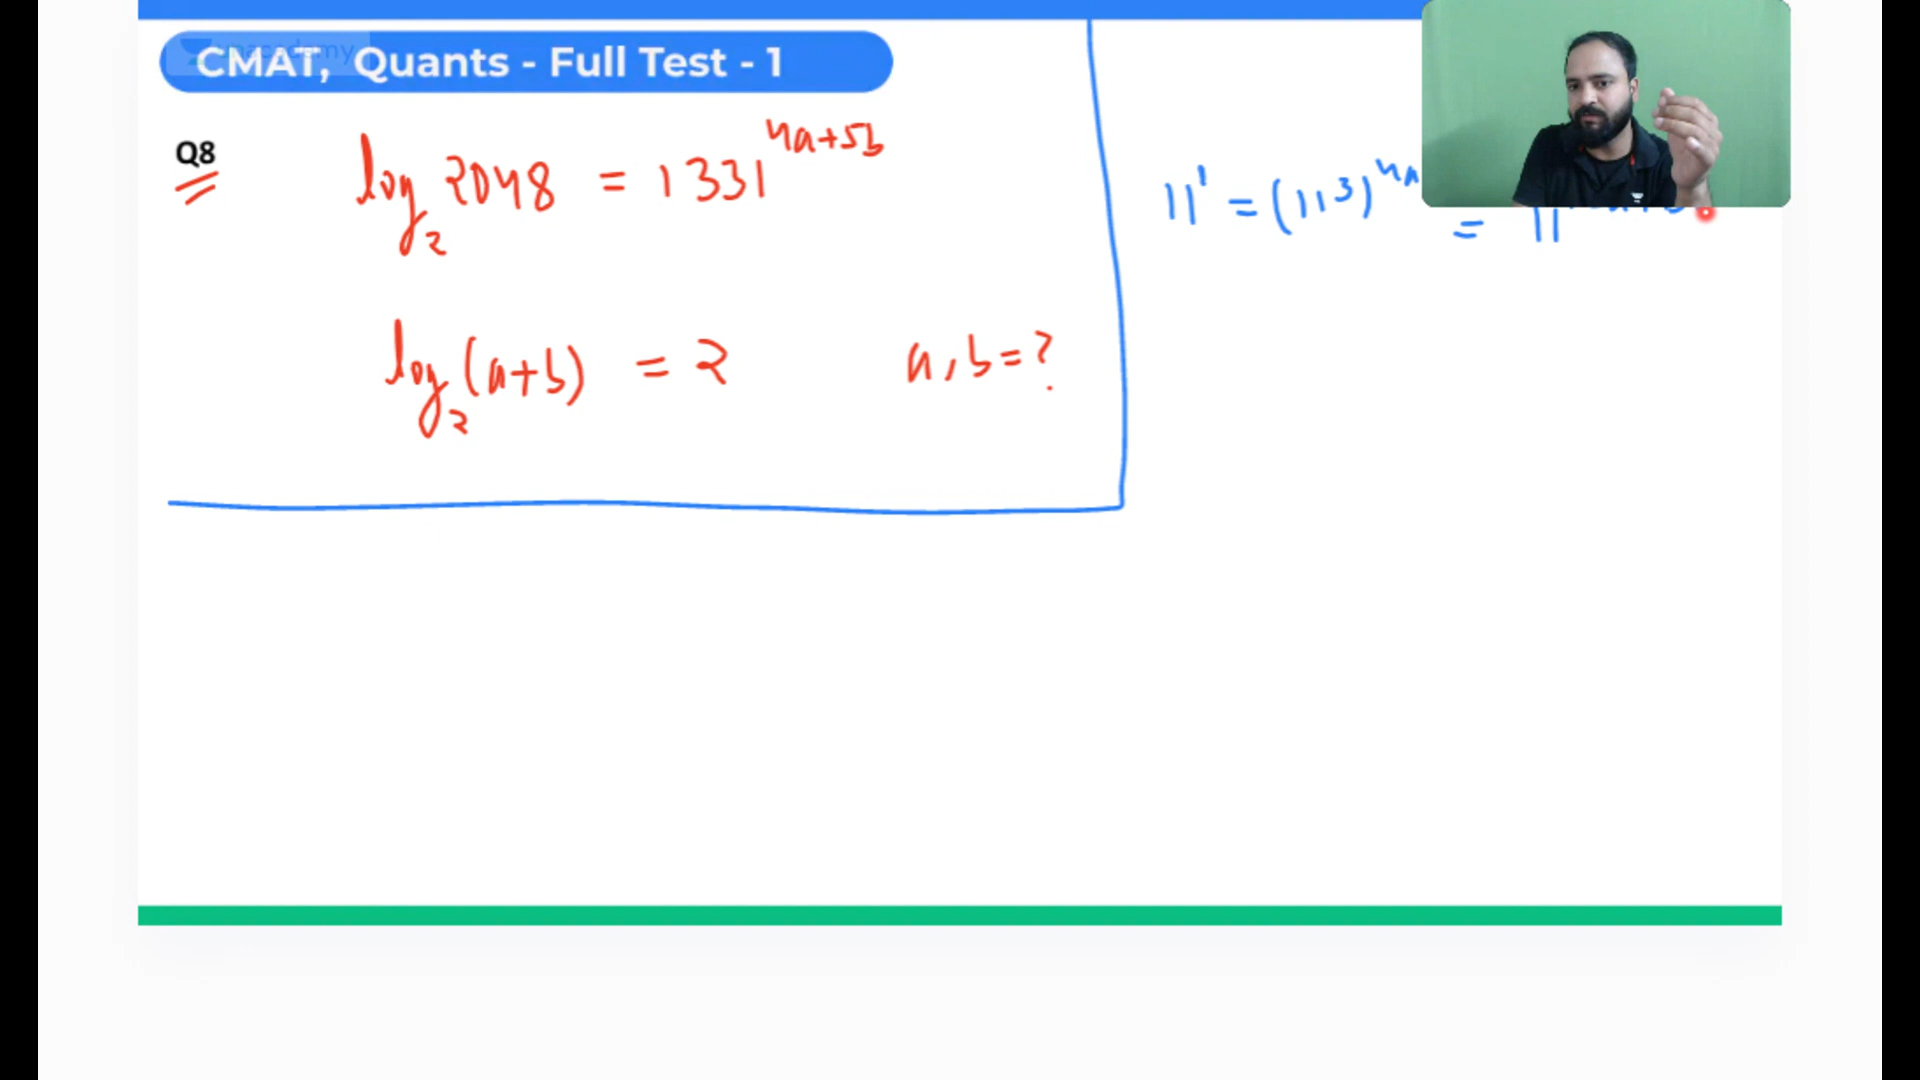 CMAT, Quants - Full Test - 1
Q8
log₂ 2048 = 1331^(4a+5b)
11¹ = (11³)^4a
= 11
log₂ (a+b) = 2
a, b = ?